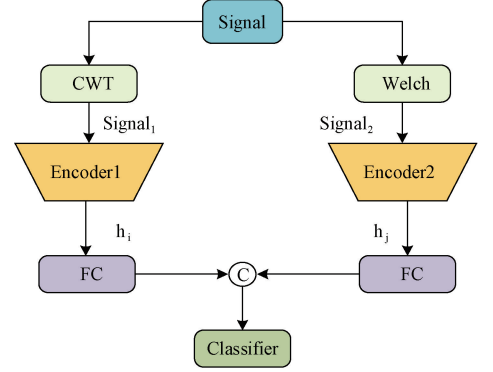 Signal
CWT
Welch
Signal₁
Signal₂
Encoder1
Encoder2
hᵢ
hⱼ
FC
C
FC
Classifier